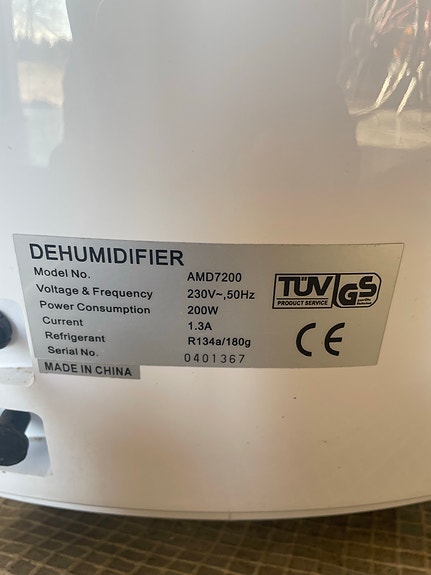 DEHUMIDIFIER
Model No. AMD7200
Voltage & Frequency 230V~,50Hz
Power Consumption 200W
Current 1.3A
Refrigerant R134a/180g
Serial No. 0401367
MADE IN CHINA
TÜV GS
PRODUCT SERVICE
CE